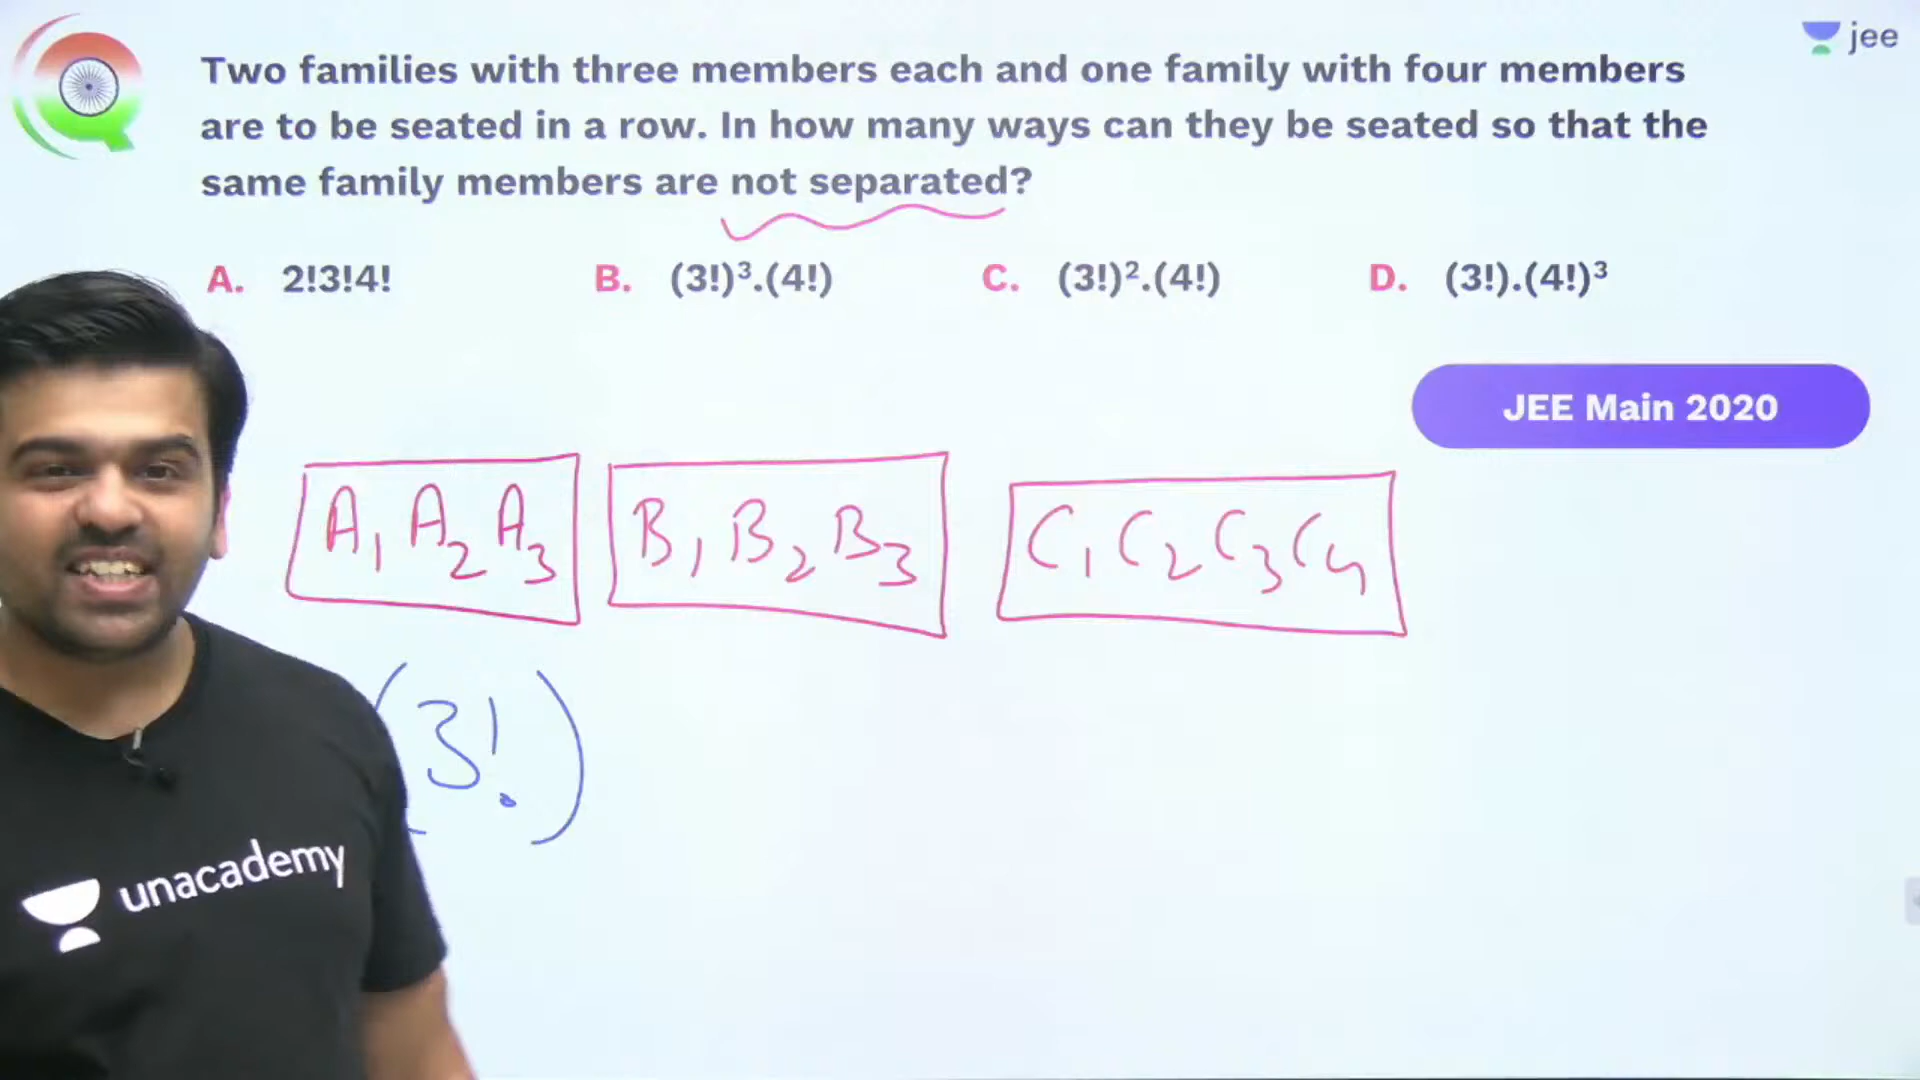 jee
Two families with three members each and one family with four members
are to be seated in a row. In how many ways can they be seated so that the
same family members are not separated?
A. 2!3!4! B. (3!)³.(4!) C. (3!)².(4!) D. (3!).(4!)³
JEE Main 2020
A₁ A₂ A₃ B₁ B₂ B₃ C₁ C₂ C₃ C₄
(3!)
unacademy